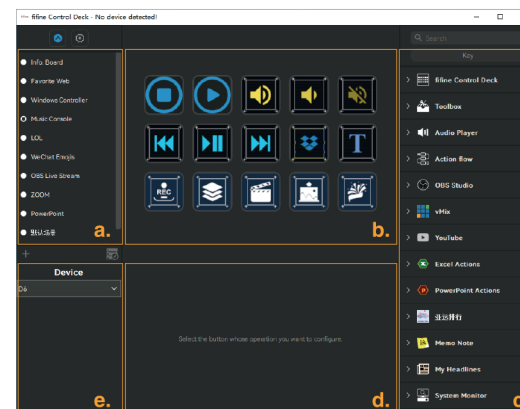 fifine Control Deck - No device detected!
Search
Key
Info. Board
Favorite Web
Windows Controller
Music Console
LOL
WeChat Emojis
OBS Live Stream
ZOOM
PowerPoint
a.
T
REC
b.
fifine Control Deck
Toolbox
Audio Player
Action flow
OBS Studio
vMix
YouTube
Excel Actions
PowerPoint Actions
Memo Note
My Headlines
System Monitor
Device
D6
e.
Select the button whose operation you want to configure.
d.